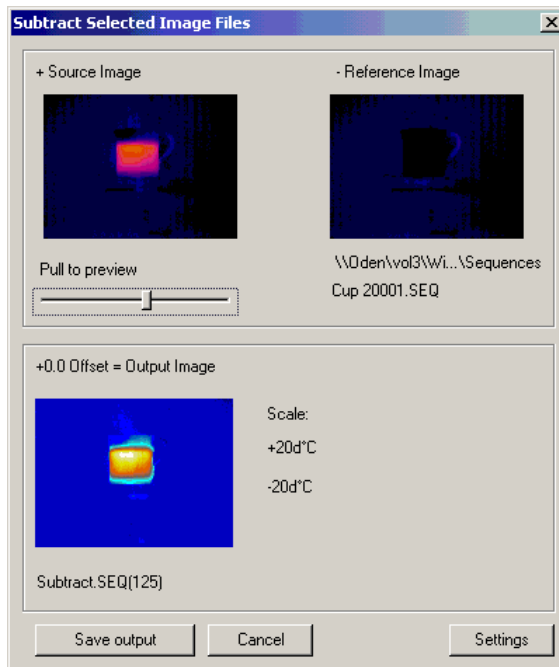 Subtract Selected Image Files
+ Source Image
- Reference Image
Pull to preview
\\Oden\vol3\Wi...\Sequences
Cup 20001.SEQ
+0.0 Offset = Output Image
Scale:
+20d°C
-20d°C
Subtract.SEQ(125)
Save output
Cancel
Settings